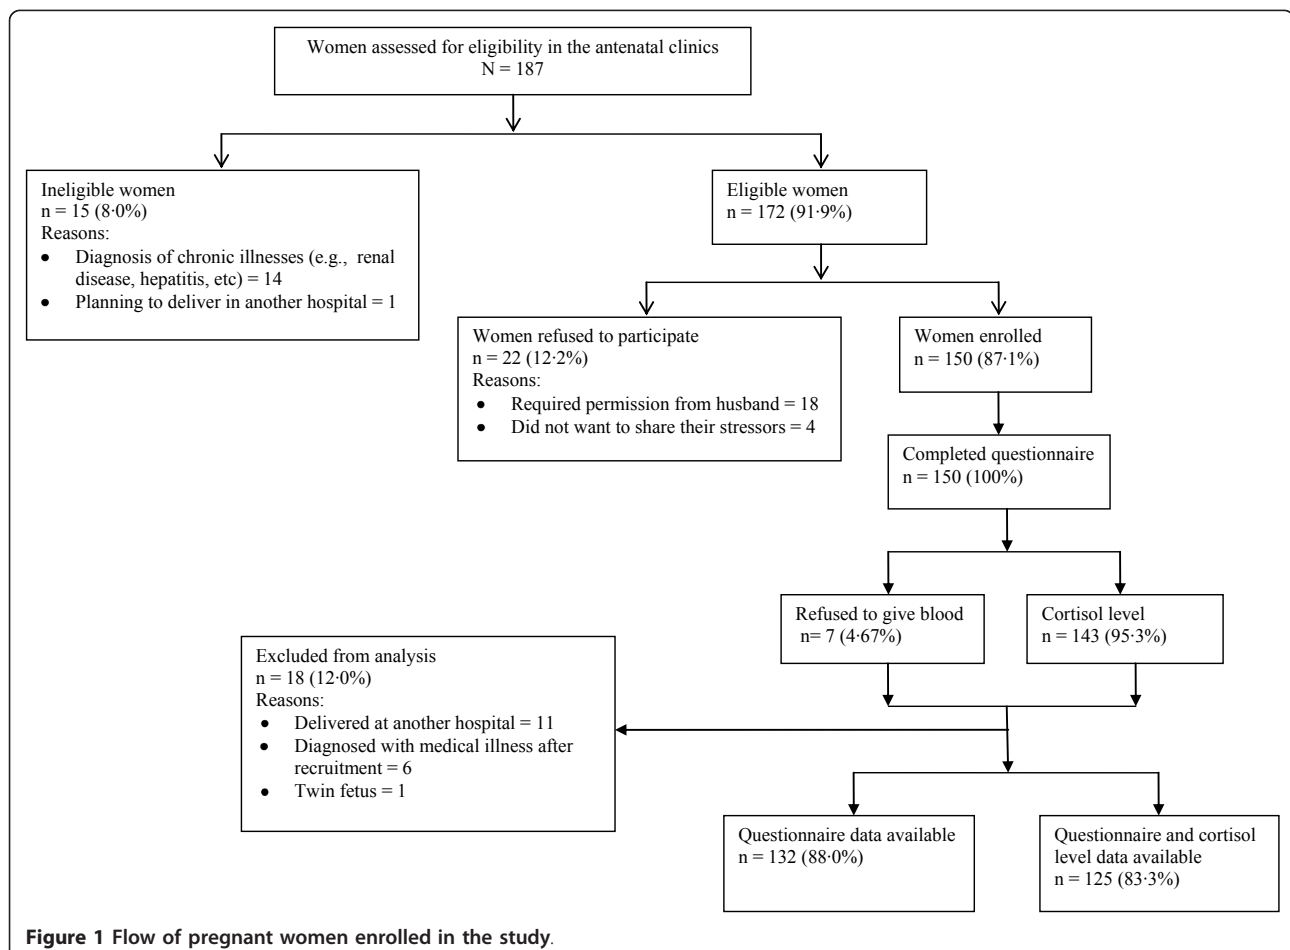 Women assessed for eligibility in the antenatal clinics
N = 187
Ineligible women
n = 15 (8·0%)
Reasons:
• Diagnosis of chronic illnesses (e.g., renal
disease, hepatitis, etc) = 14
• Planning to deliver in another hospital = 1
Eligible women
n = 172 (91·9%)
Women refused to participate
n = 22 (12·2%)
Reasons:
• Required permission from husband = 18
• Did not want to share their stressors = 4
Women enrolled
n = 150 (87·1%)
Completed questionnaire
n = 150 (100%)
Refused to give blood
n= 7 (4·67%)
Cortisol level
n = 143 (95·3%)
Excluded from analysis
n = 18 (12·0%)
Reasons:
• Delivered at another hospital = 11
• Diagnosed with medical illness after
recruitment = 6
• Twin fetus = 1
Questionnaire data available
n = 132 (88·0%)
Questionnaire and cortisol
level data available
n = 125 (83·3%)
Figure 1 Flow of pregnant women enrolled in the study.